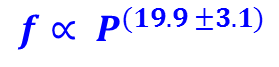 f ∝ P^(19.9 ±3.1)